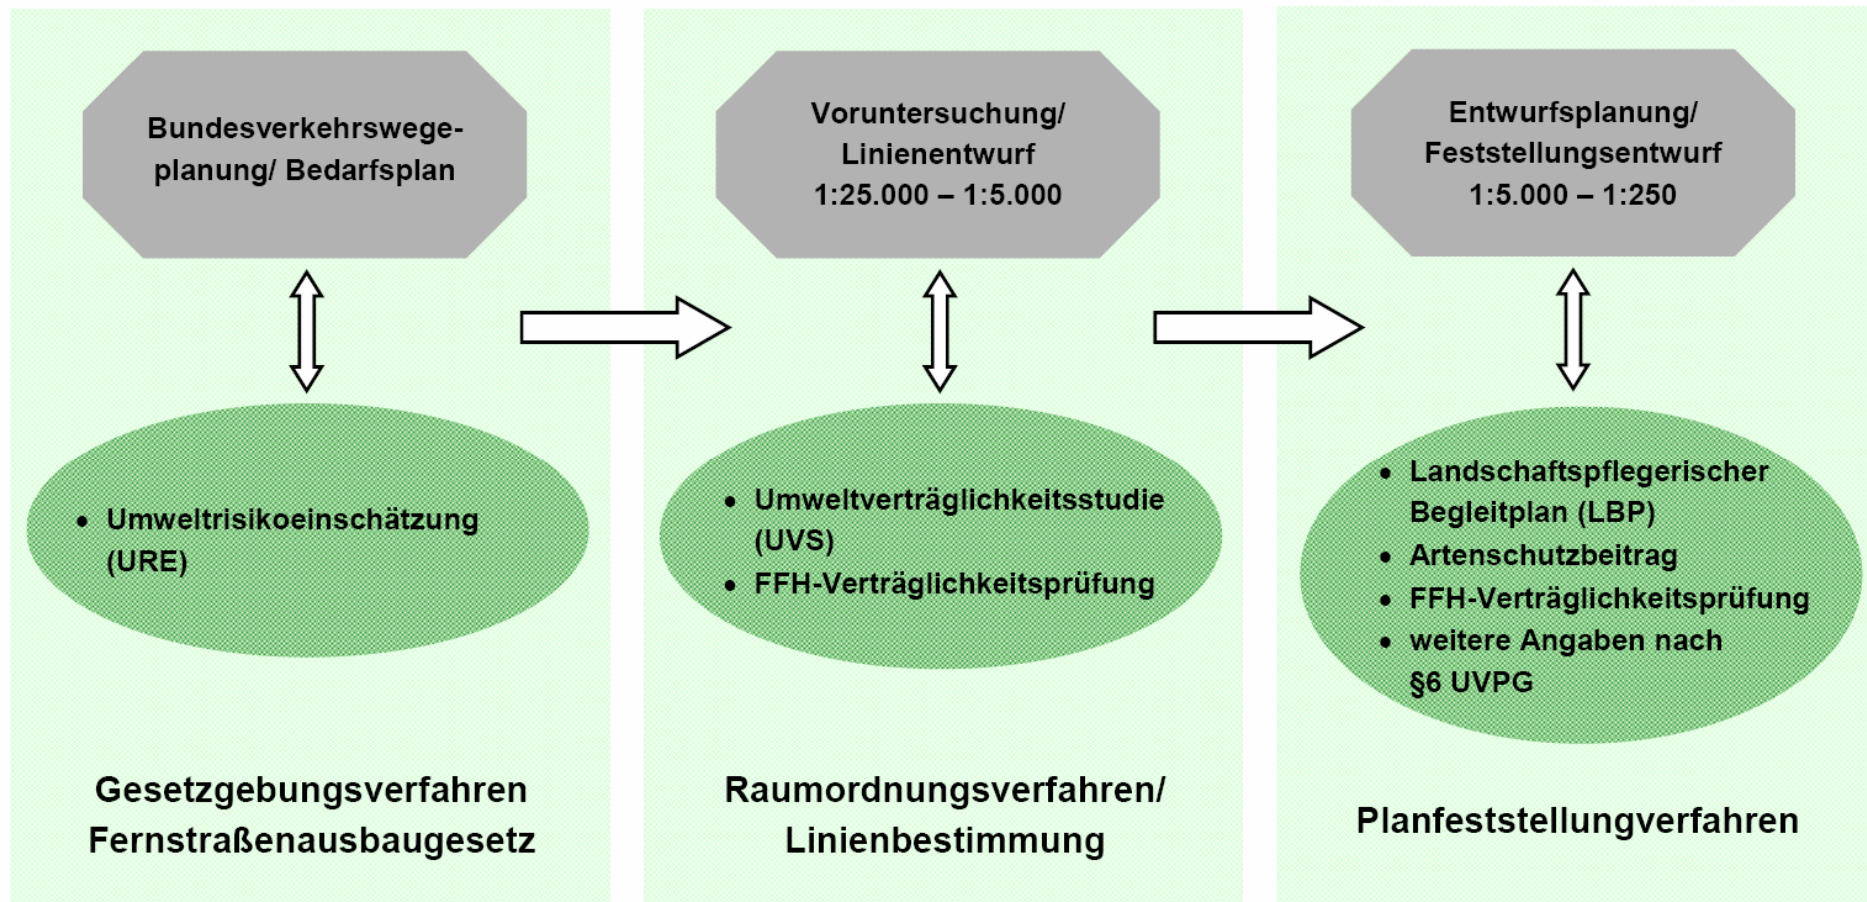 Bundesverkehrswege-
planung/ Bedarfsplan
• Umweltrisikoeinschätzung
(URE)
Gesetzgebungsverfahren
Fernstraßenausbaugesetz
Voruntersuchung/
Linienentwurf
1:25.000 – 1:5.000
• Umweltverträglichkeitsstudie
(UVS)
• FFH-Verträglichkeitsprüfung
Raumordnungsverfahren/
Linienbestimmung
Entwurfsplanung/
Feststellungsentwurf
1:5.000 – 1:250
• Landschaftspflegerischer
Begleitplan (LBP)
• Artenschutzbeitrag
• FFH-Verträglichkeitsprüfung
• weitere Angaben nach
§6 UVPG
Planfeststellungverfahren